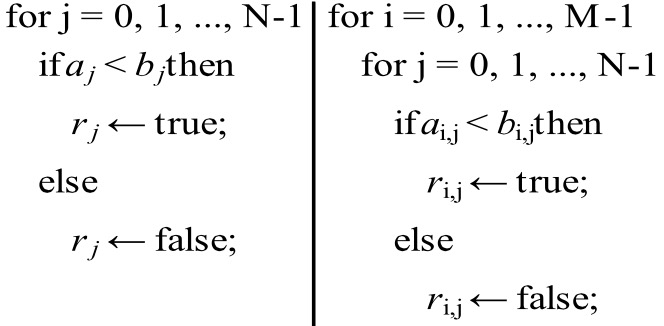 for j = 0, 1, ..., N-1
if a_j < b_j then
r_j ← true;
else
r_j ← false;
for i = 0, 1, ..., M-1
for j = 0, 1, ..., N-1
if a_i,j < b_i,j then
r_i,j ← true;
else
r_i,j ← false;